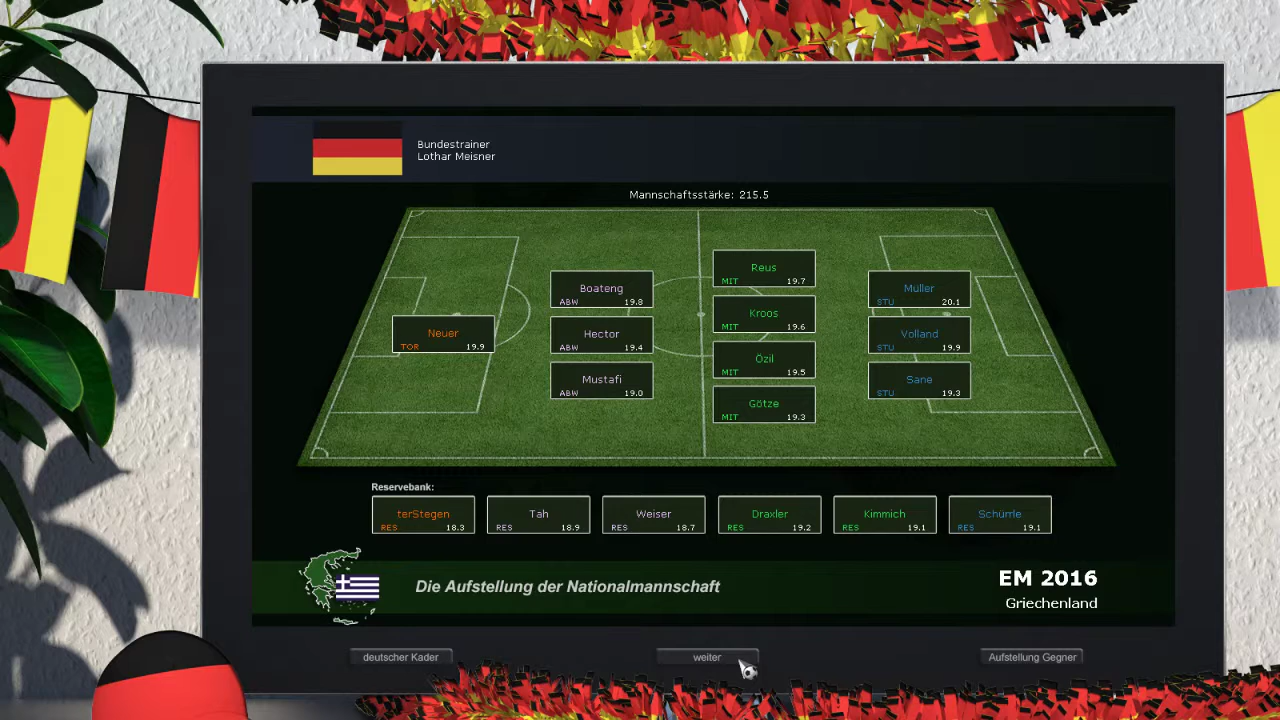 Bundestrainer
Lothar Meisner
Mannschaftsstärke: 215.5
Reus
MIT 19.7
Boateng
ABW 19.8
Müller
STU 20.1
Kroos
MIT 19.6
Neuer
TOR 19.9
Hector
ABW 19.4
Volland
STU 19.9
Özil
MIT 19.5
Mustafi
ABW 19.0
Sane
STU 19.3
Götze
MIT 19.3
Reservebank:
terStegen
RES 18.3
Tah
RES 18.9
Weiser
RES 18.7
Draxler
RES 19.2
Kimmich
RES 19.1
Schürrle
RES 19.1
Die Aufstellung der Nationalmannschaft
EM 2016
Griechenland
deutscher Kader
weiter
Aufstellung Gegner